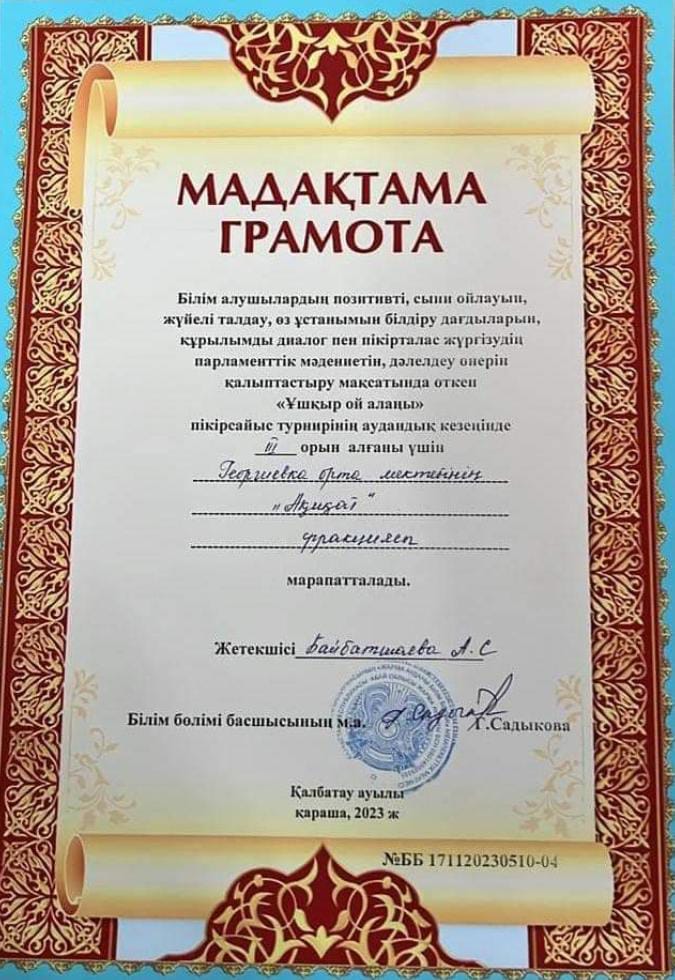 МАДАҚТАМА
ГРАМОТА
Білім алушылардың позитивті, сыни ойлауын,
жүйелі талдау, өз ұстанымын білдіру дағдыларын,
құрылымды диалог пен пікірталас жүргізудің
парламенттік мәдениетін, дәлелдеу өнерін
қалыптастыру мақсатында өткен
«Ұшқыр ой алаңы»
пікірсайыс турнирінің аудандық кезеңінде
III орын алғаны үшін
Георгиевка орта мектебінің
"Ақиқат"
фракциясы
марапатталады.
Жетекшісі А.С
Білім бөлімі басшысының м.а. Г.Садыкова
Қалбатау ауылы
қараша, 2023 ж
№ББ 171120230510-04